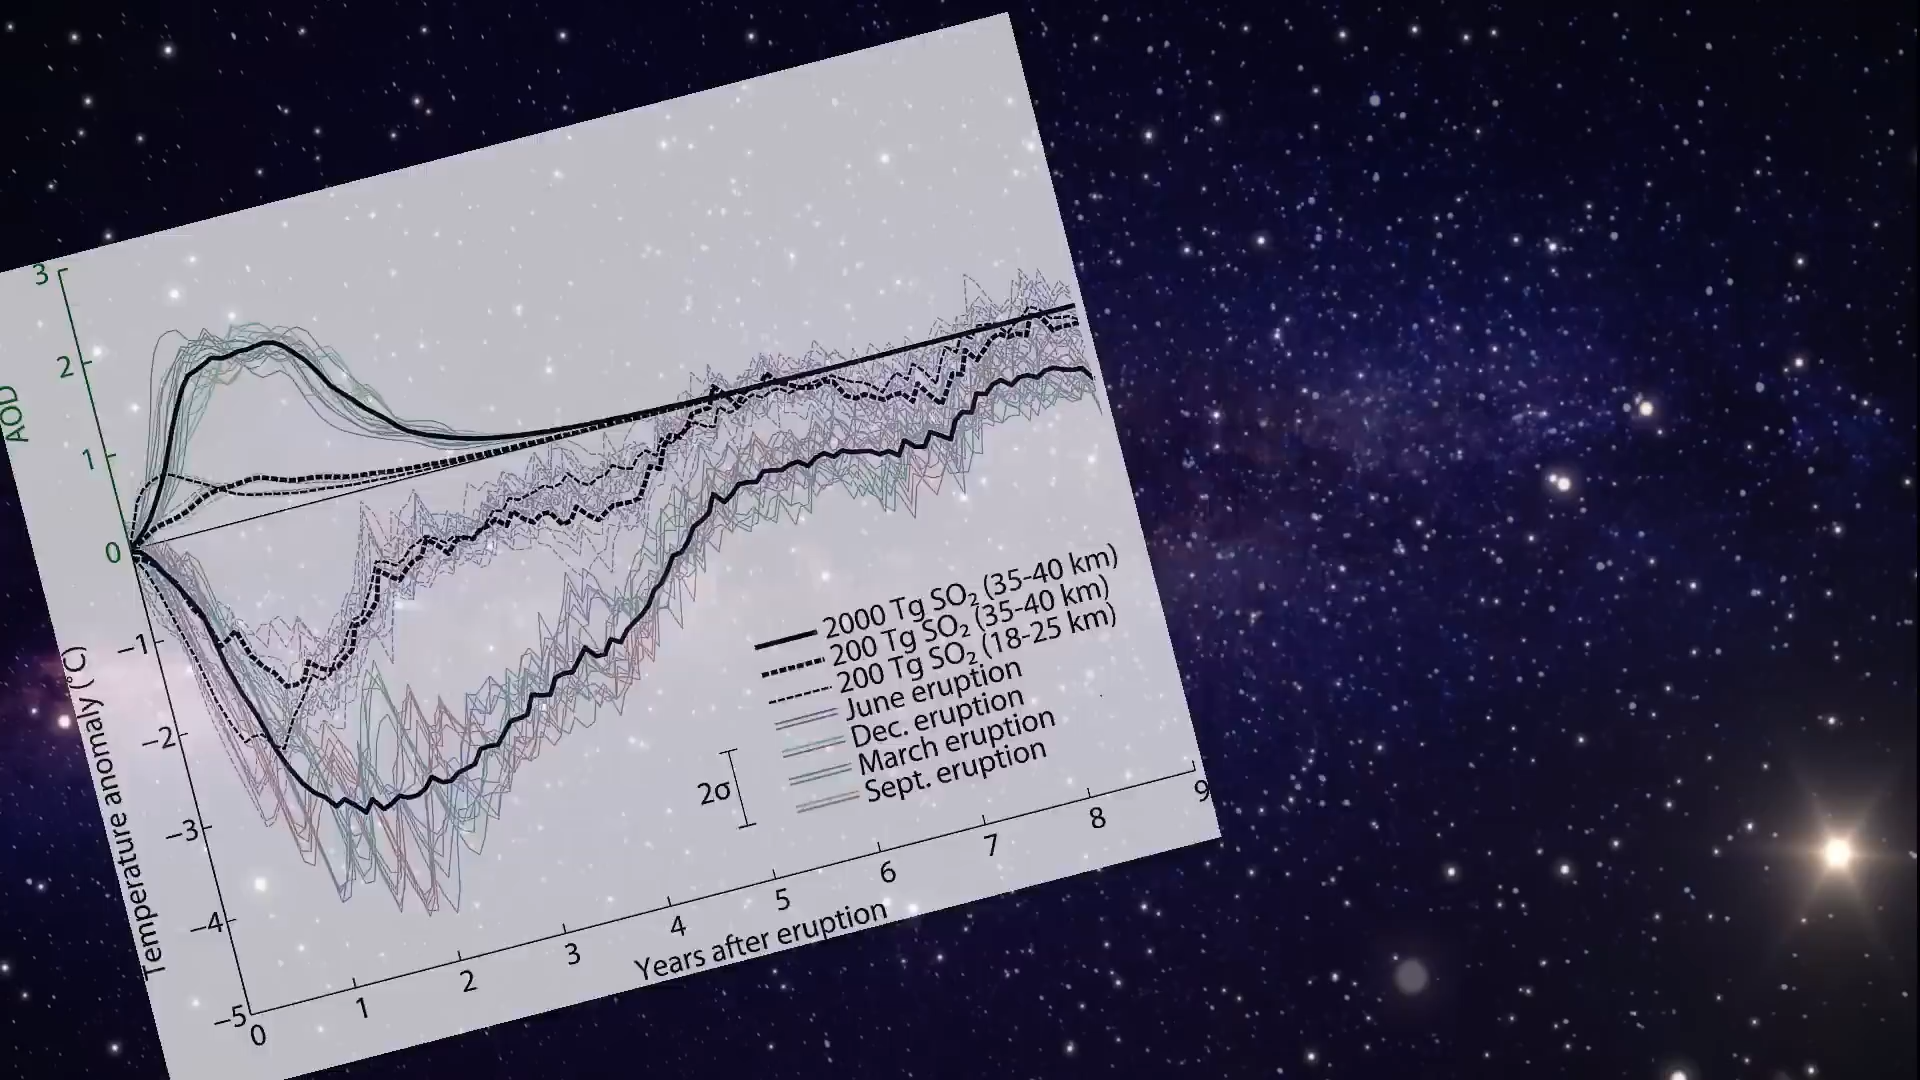 3
2
1
0
−1
−2
−3
−4
−5
AOD
Temperature anomaly (°C)
2000 Tg SO₂ (35-40 km)
200 Tg SO₂ (35-40 km)
200 Tg SO₂ (18-25 km)
June eruption
Dec. eruption
March eruption
Sept. eruption
2σ
0 1 2 3 4 5 6 7 8 9
Years after eruption